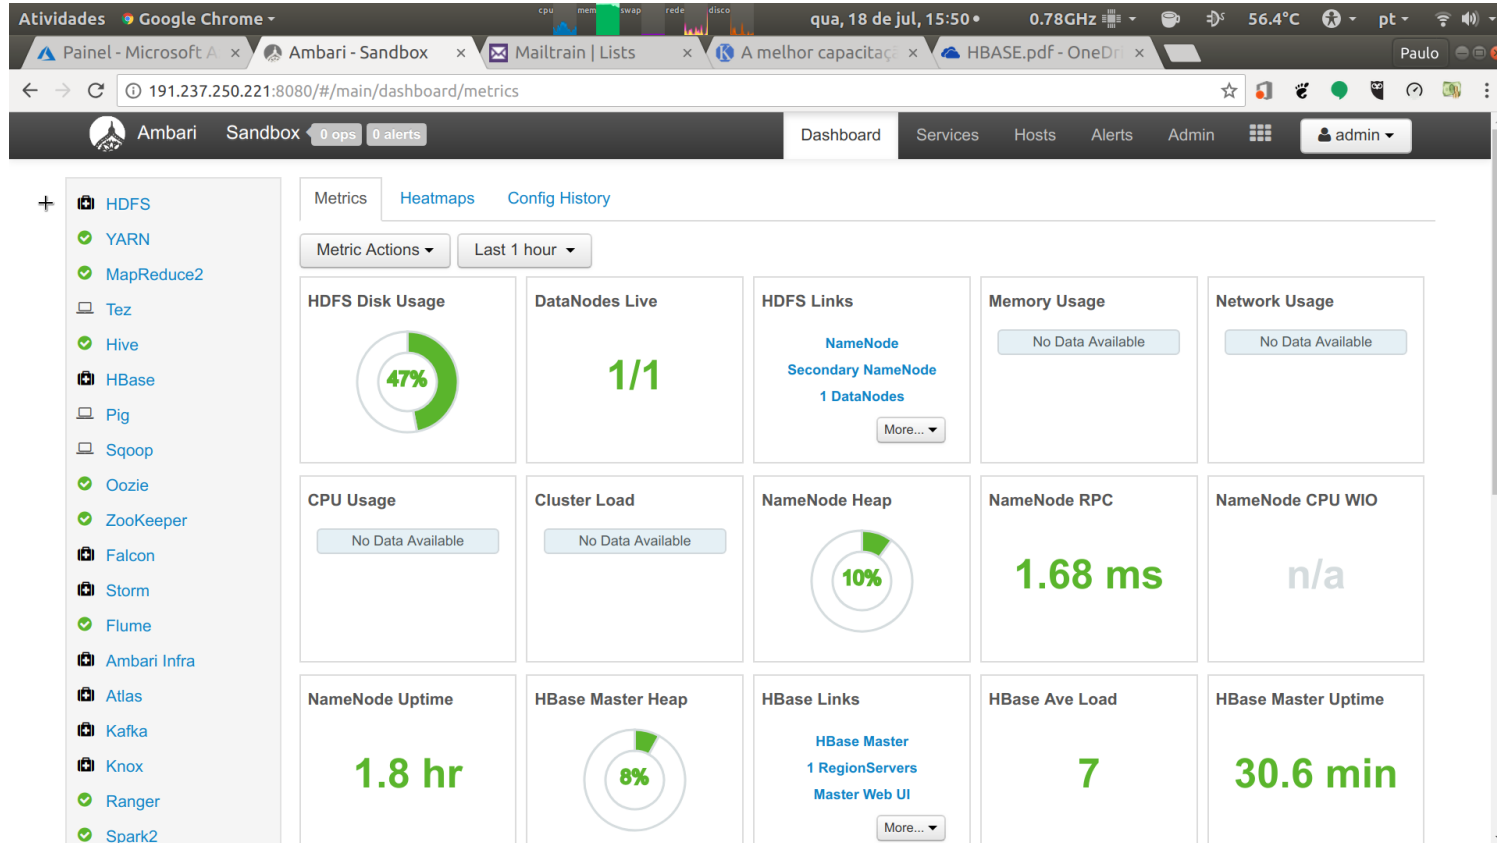 Atividades Google Chrome cpu mem swap rede disco qua, 18 de jul, 15:50 0.78GHz 56.4°C pt
Painel - Microsoft A Ambari - Sandbox Mailtrain | Lists A melhor capacitaç HBASE.pdf - OneDri Paulo
191.237.250.221:8080/#/main/dashboard/metrics
Ambari Sandbox 0 ops 0 alerts Dashboard Services Hosts Alerts Admin admin
HDFS
YARN
MapReduce2
Tez
Hive
HBase
Pig
Sqoop
Oozie
ZooKeeper
Falcon
Storm
Flume
Ambari Infra
Atlas
Kafka
Knox
Ranger
Spark2
Metrics Heatmaps Config History
Metric Actions Last 1 hour
HDFS Disk Usage
47%
DataNodes Live
1/1
HDFS Links
NameNode
Secondary NameNode
1 DataNodes
More...
Memory Usage
No Data Available
Network Usage
No Data Available
CPU Usage
No Data Available
Cluster Load
No Data Available
NameNode Heap
10%
NameNode RPC
1.68 ms
NameNode CPU WIO
n/a
NameNode Uptime
1.8 hr
HBase Master Heap
8%
HBase Links
HBase Master
1 RegionServers
Master Web UI
More...
HBase Ave Load
7
HBase Master Uptime
30.6 min